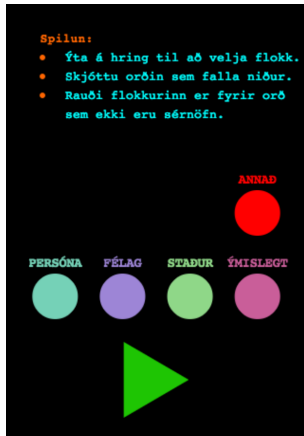 Spilun:
• Ýta á hring til að velja flokk.
• Skjóttu orðin sem falla niður.
• Rauði flokkurinn er fyrir orð
sem ekki eru sérnöfn.
ANNAÐ
PERSÓNA FÉLAG STAÐUR ÝMISLEGT